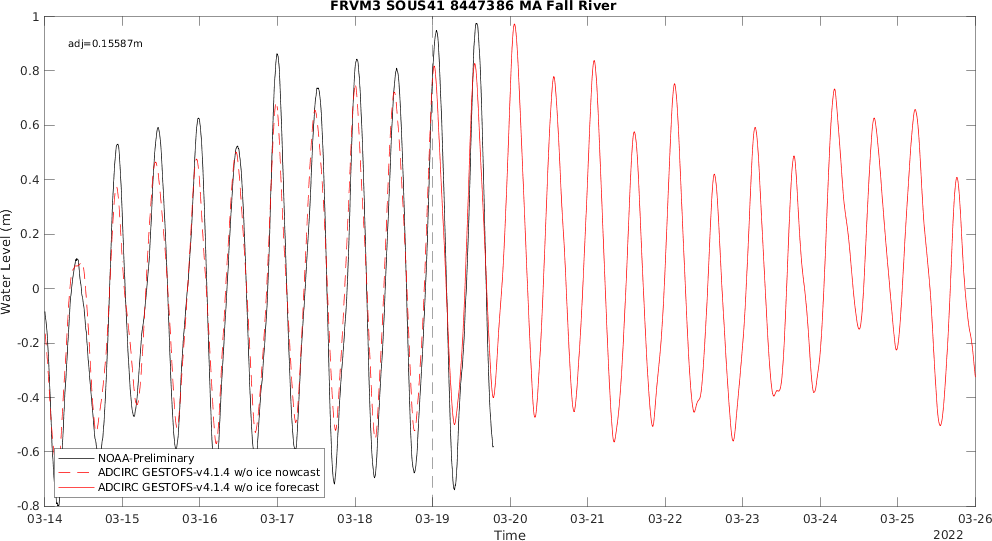 FRVM3 SOUS41 8447386 MA Fall River
adj=0.15587m
1
0.8
0.6
0.4
0.2
0
-0.2
-0.4
-0.6
-0.8
Water Level (m)
NOAA-Preliminary
ADCIRC GESTOFS-v4.1.4 w/o ice nowcast
ADCIRC GESTOFS-v4.1.4 w/o ice forecast
03-14 03-15 03-16 03-17 03-18 03-19 03-20 03-21 03-22 03-23 03-24 03-25 03-26
Time
2022